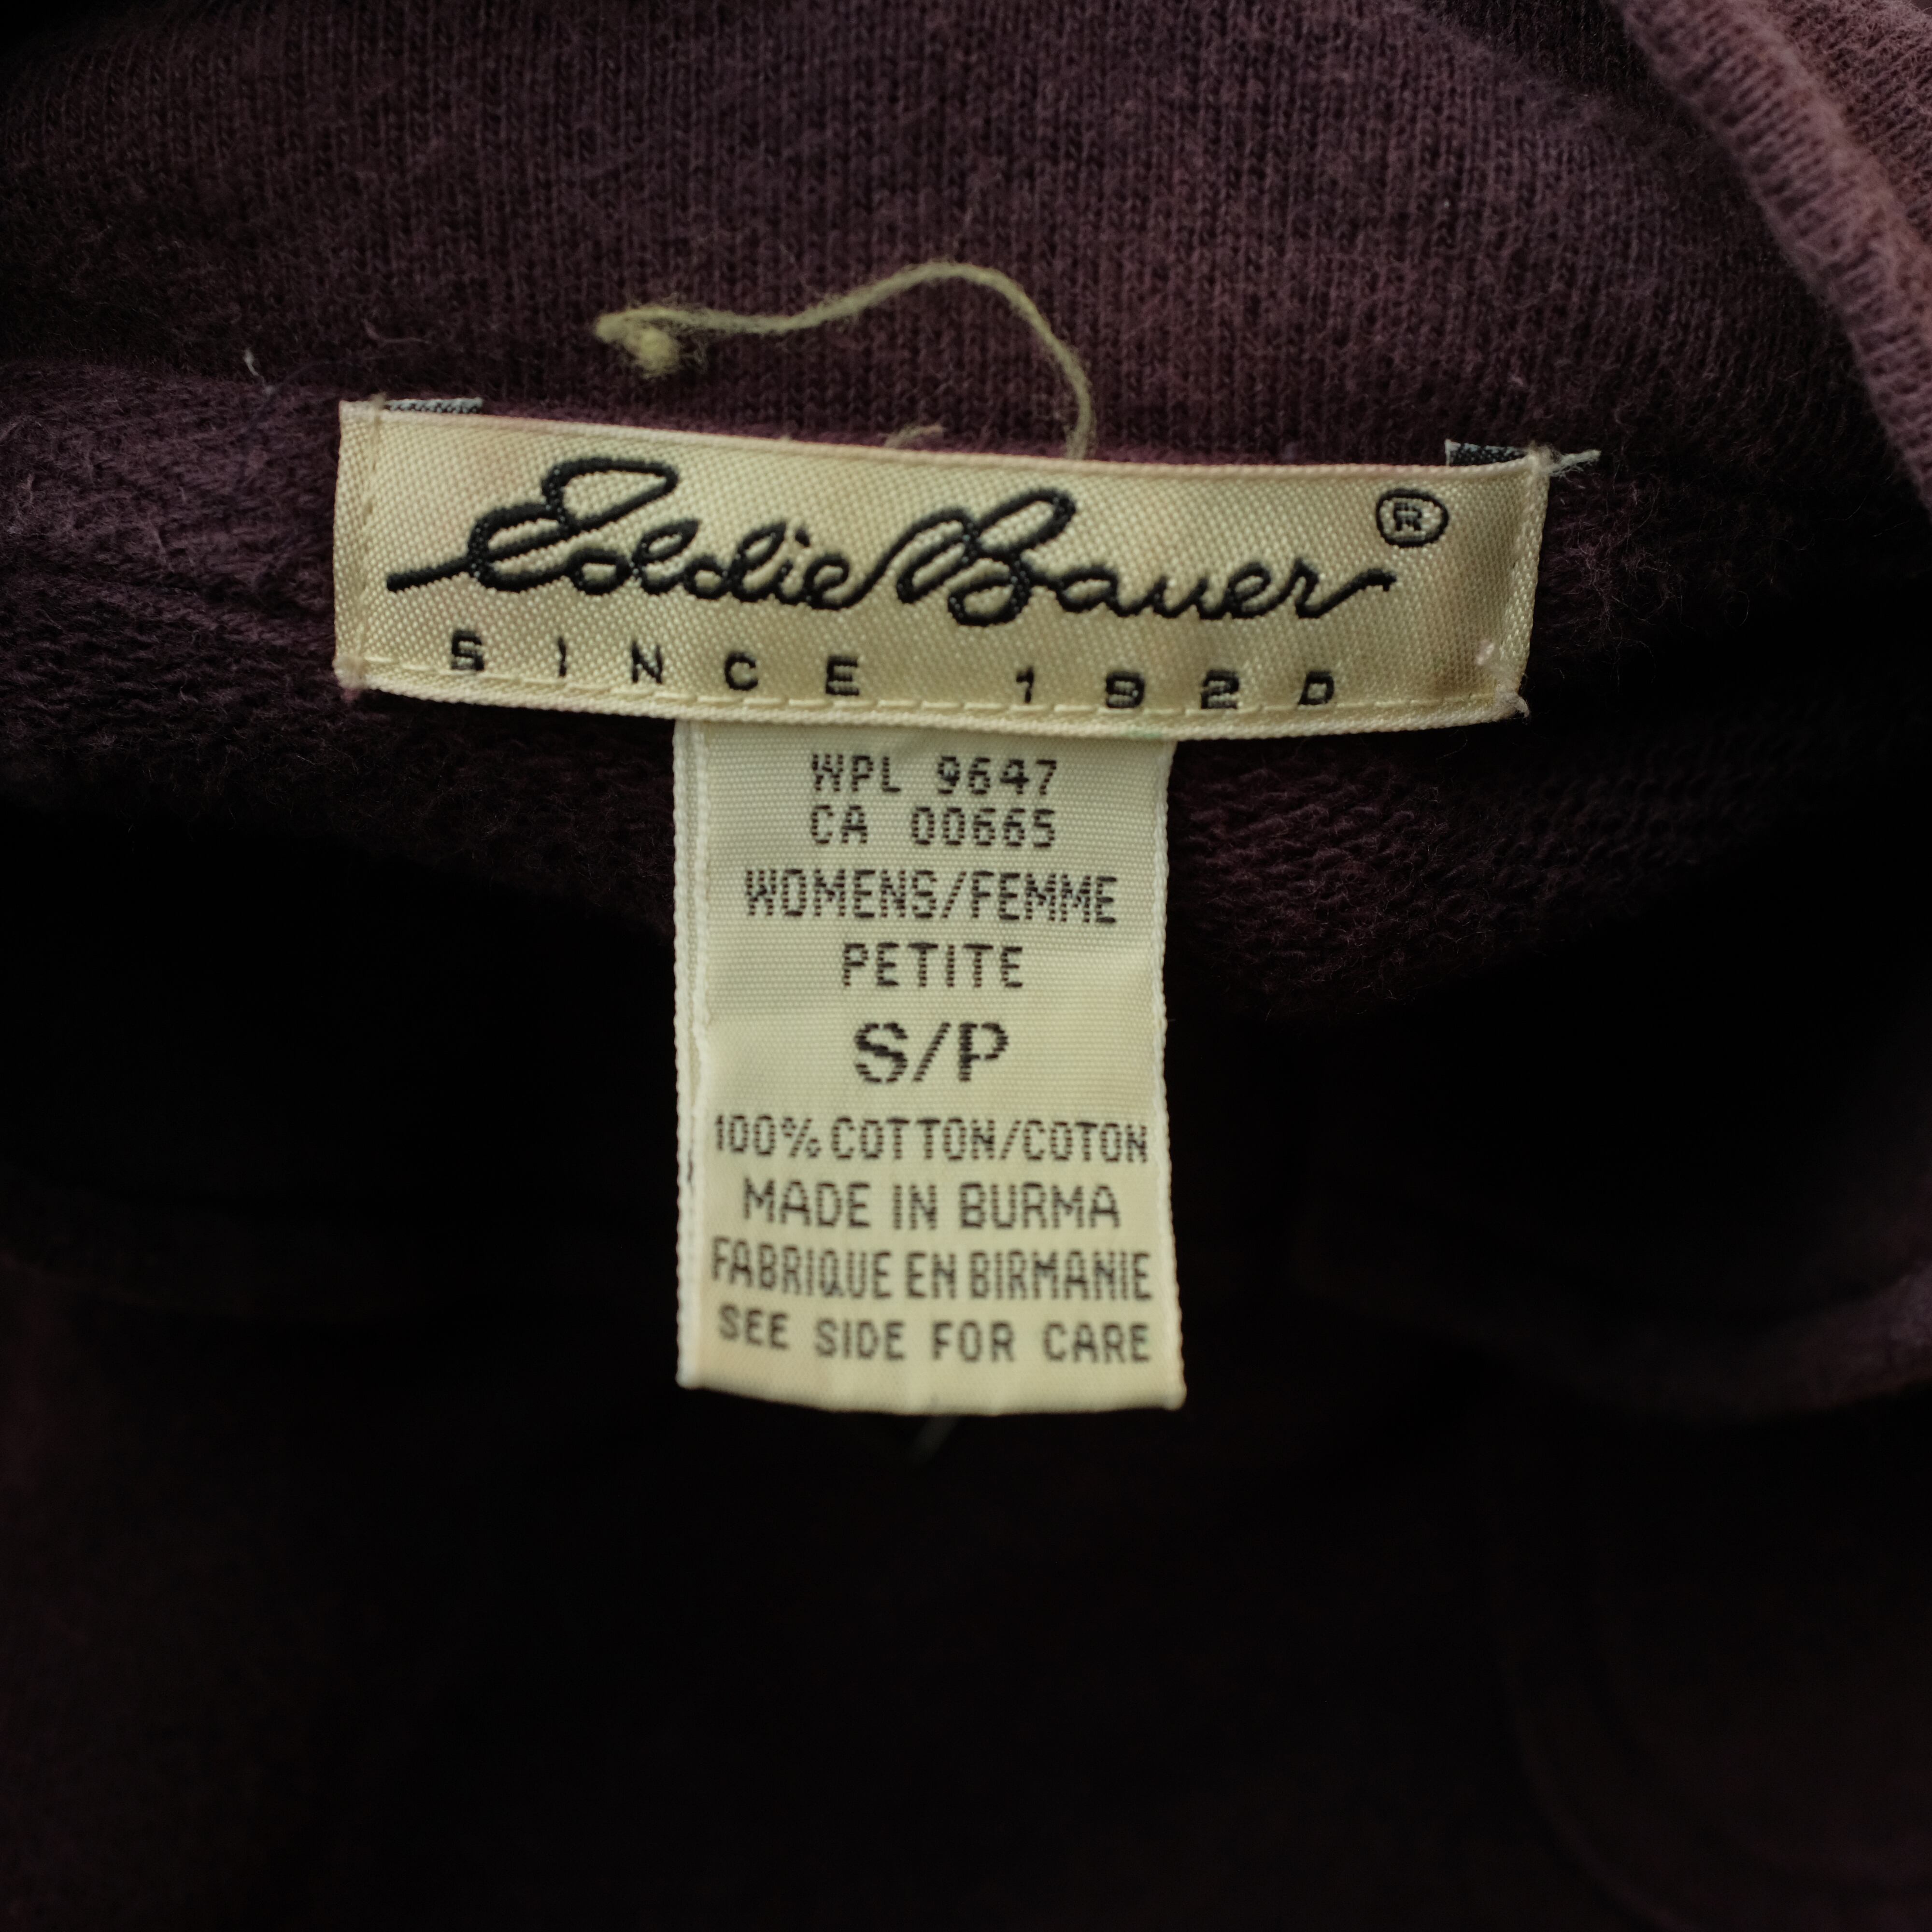 Eddie Bauer ®
SINCE 1920
WPL 9647
CA 00665
WOMENS/FEMME
PETITE
S/P
100% COTTON/COTON
MADE IN BURMA
FABRIQUE EN BIRMANIE
SEE SIDE FOR CARE